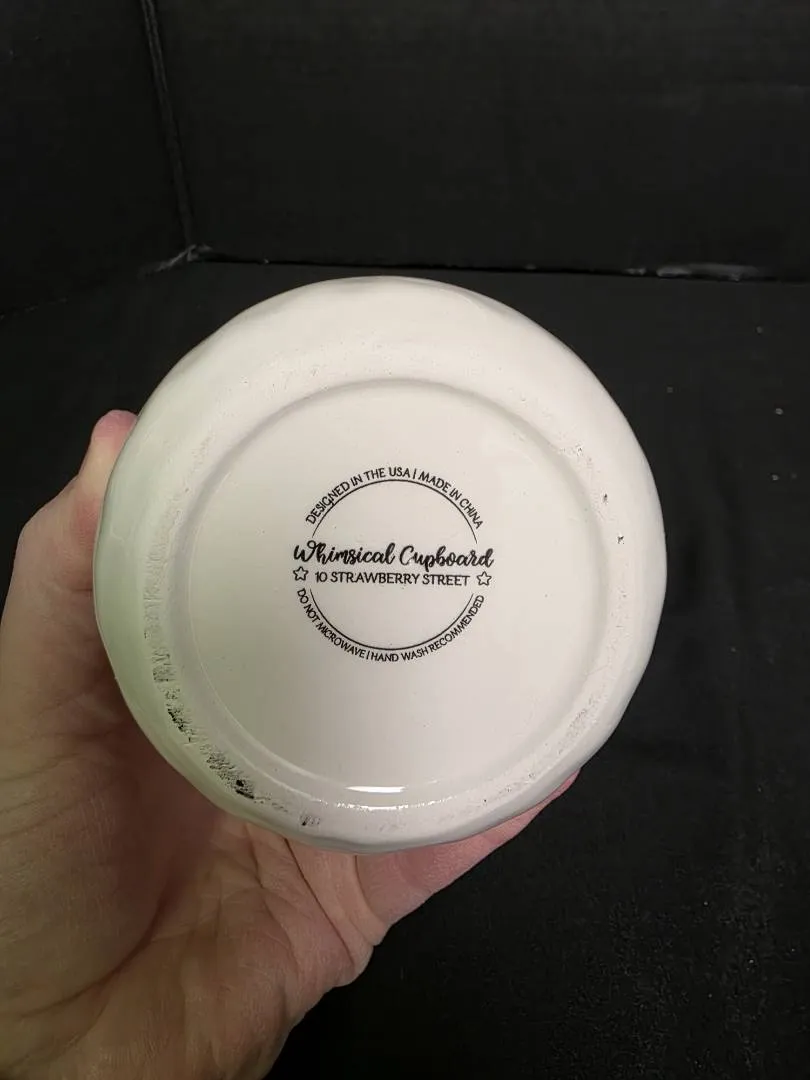 DESIGNED IN THE USA | MADE IN CHINA
Whimsical Cupboard
10 STRAWBERRY STREET
DO NOT MICROWAVE | HAND WASH RECOMMENDED